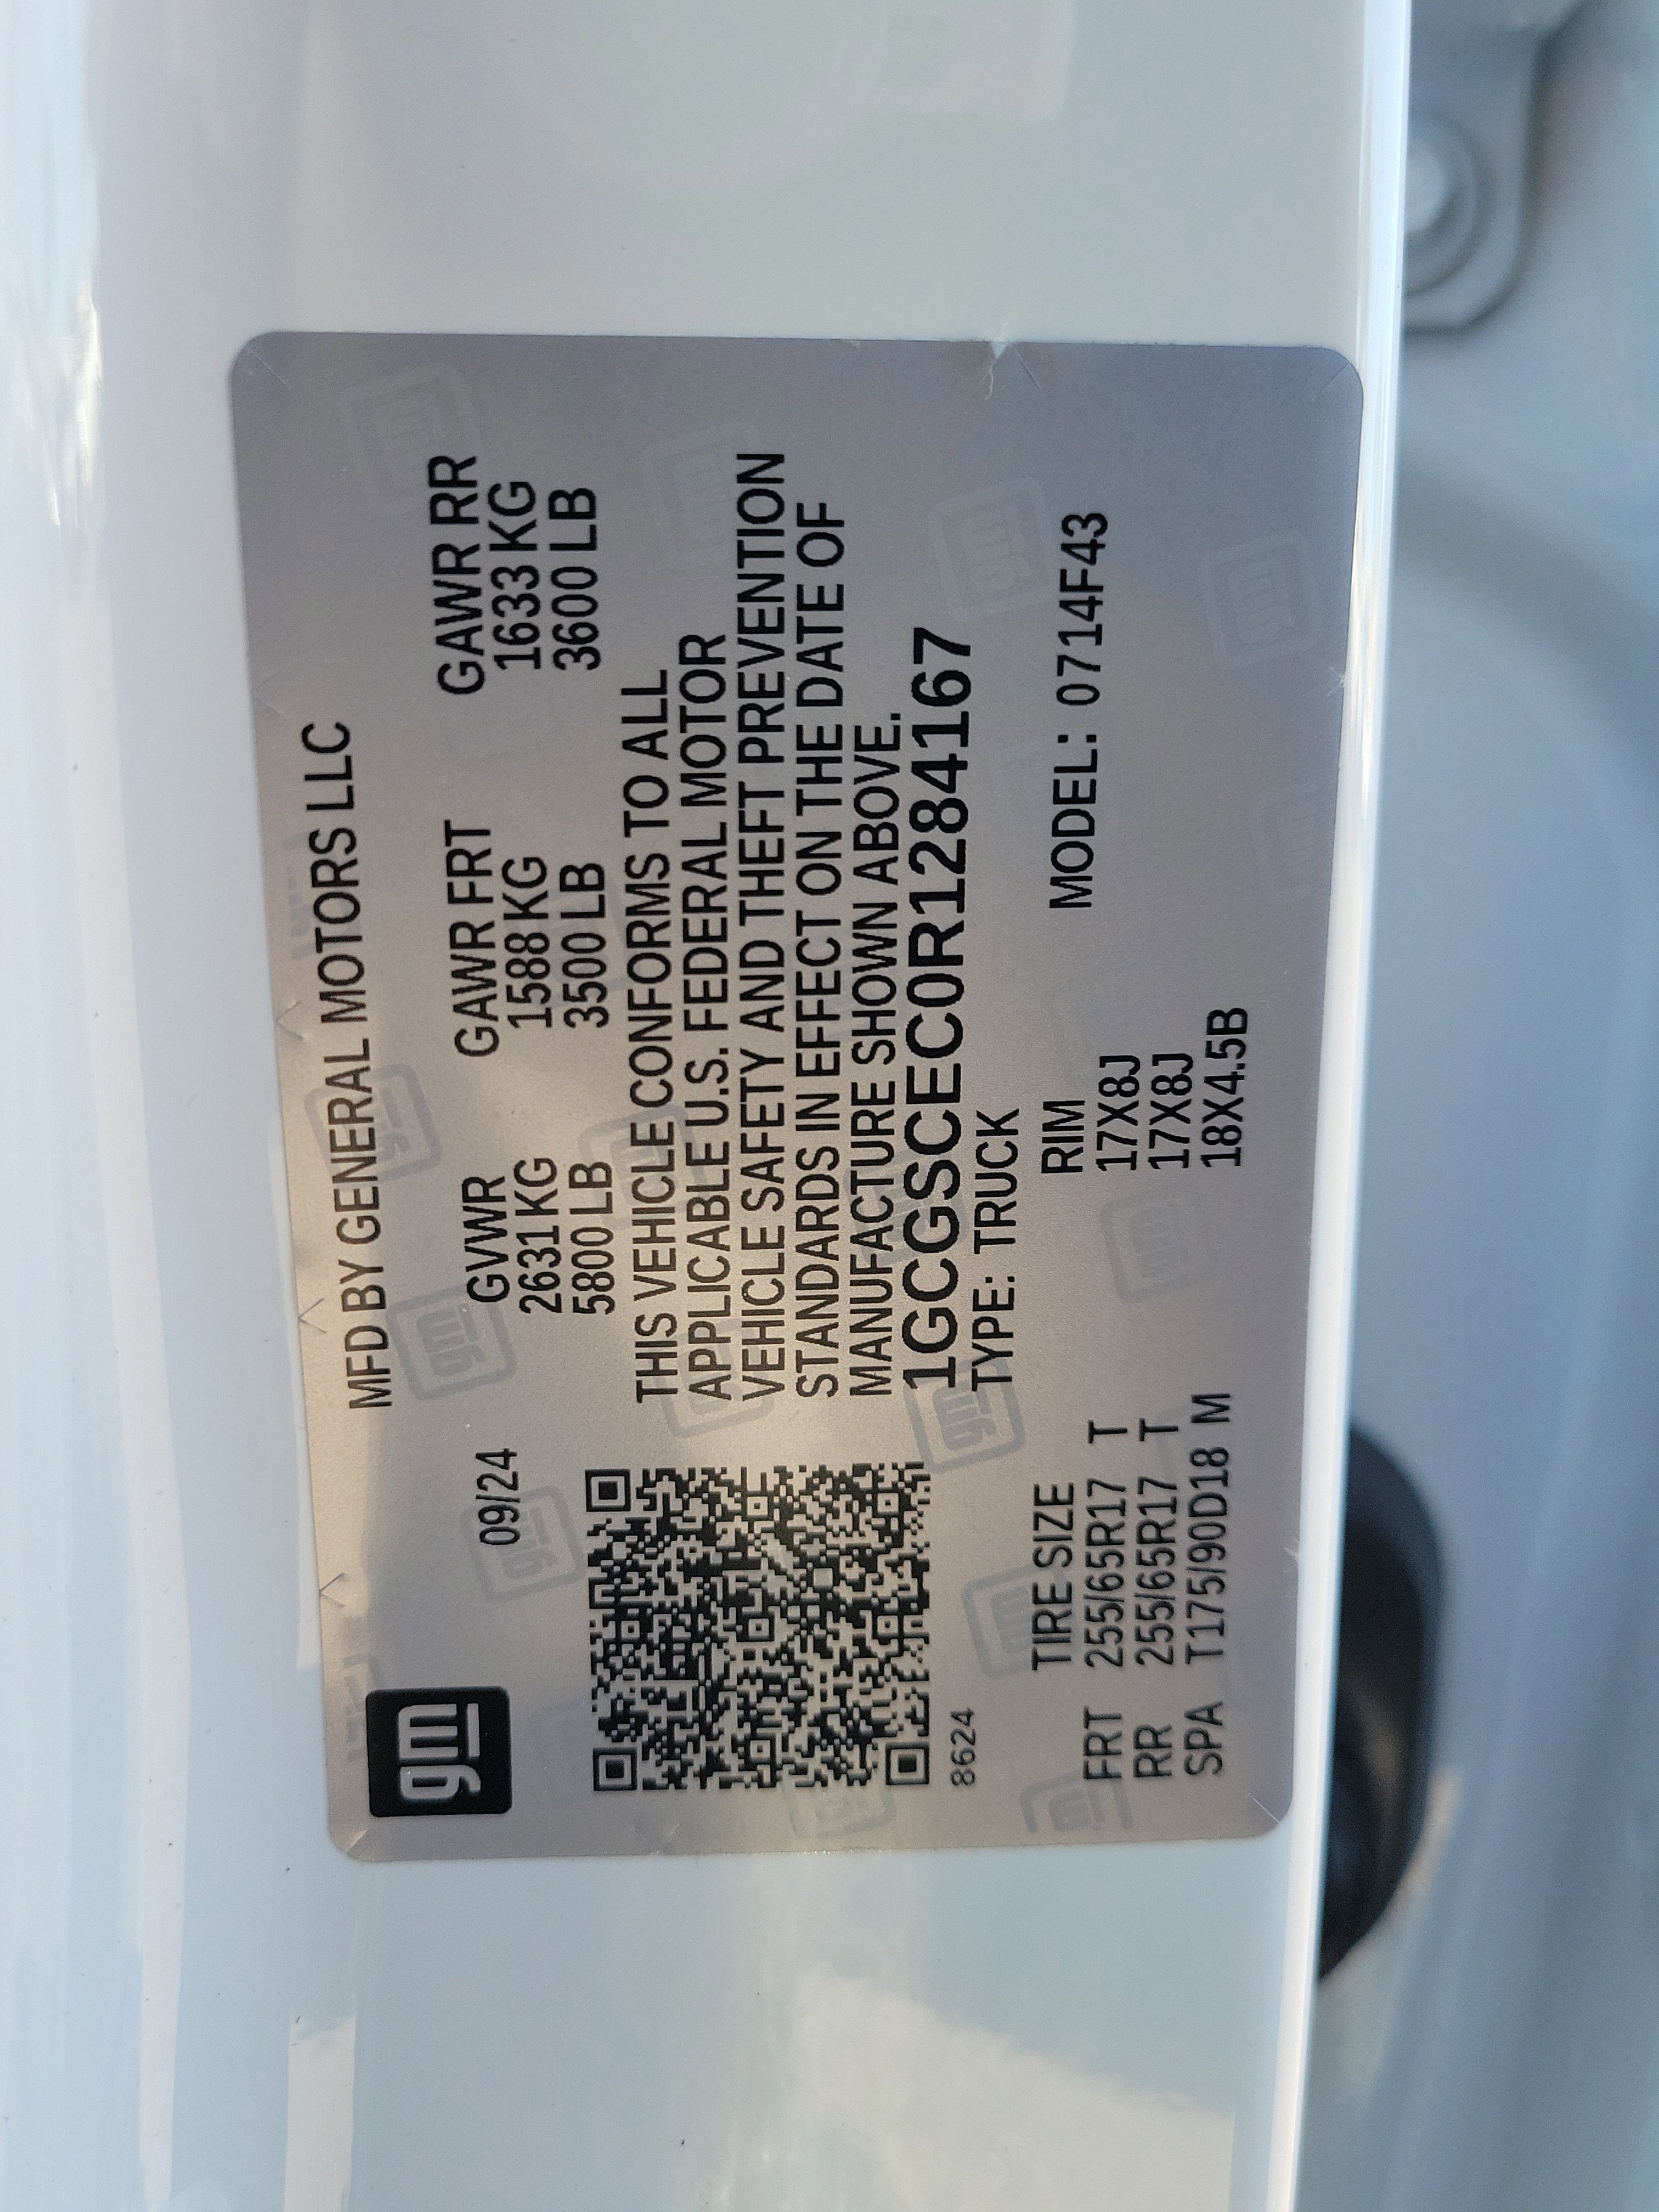 gm
MFD BY GENERAL MOTORS LLC
09/24
GVWR GAWR FRT GAWR RR
2631 KG 1588 KG 1633 KG
5800 LB 3500 LB 3600 LB
THIS VEHICLE CONFORMS TO ALL
APPLICABLE U.S. FEDERAL MOTOR
VEHICLE SAFETY AND THEFT PREVENTION
STANDARDS IN EFFECT ON THE DATE OF
MANUFACTURE SHOWN ABOVE.
1GCGSCEC0R1284167
TYPE: TRUCK
8624
TIRE SIZE RIM MODEL: 0714F43
FRT 255/65R17 T 17X8J
RR 255/65R17 T 17X8J
SPA T175/90D18 M 18X4.5B